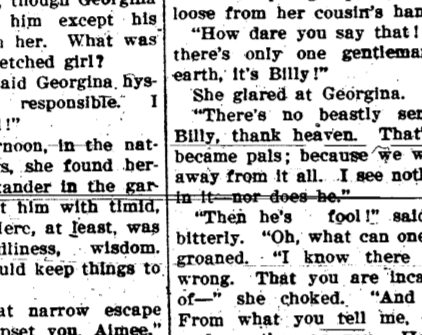 though Georgina
him except his
her. What was
etched girl?
aid Georgina hys-
responsible. I
!"
noon, in the nat-
s, she found her-
xander in the gar-
t him with timid,
Herc, at least, was
dliness, wisdom.
uld keep things to
at narrow escape
pset you, Aimee."
loose from her cousin's han
"How dare you say that!
there's only one gentleman
earth, it's Billy!"
She glared at Georgina.
"There's no beastly sen
Billy, thank heaven. That'
became pals; because we w
away from it all. I see noth
in it—nor does he."
"Then he's fool!" said
bitterly. "Oh, what can one
groaned. "I know there
wrong. That you are inca
of—" she choked. "And
From what you tell me,